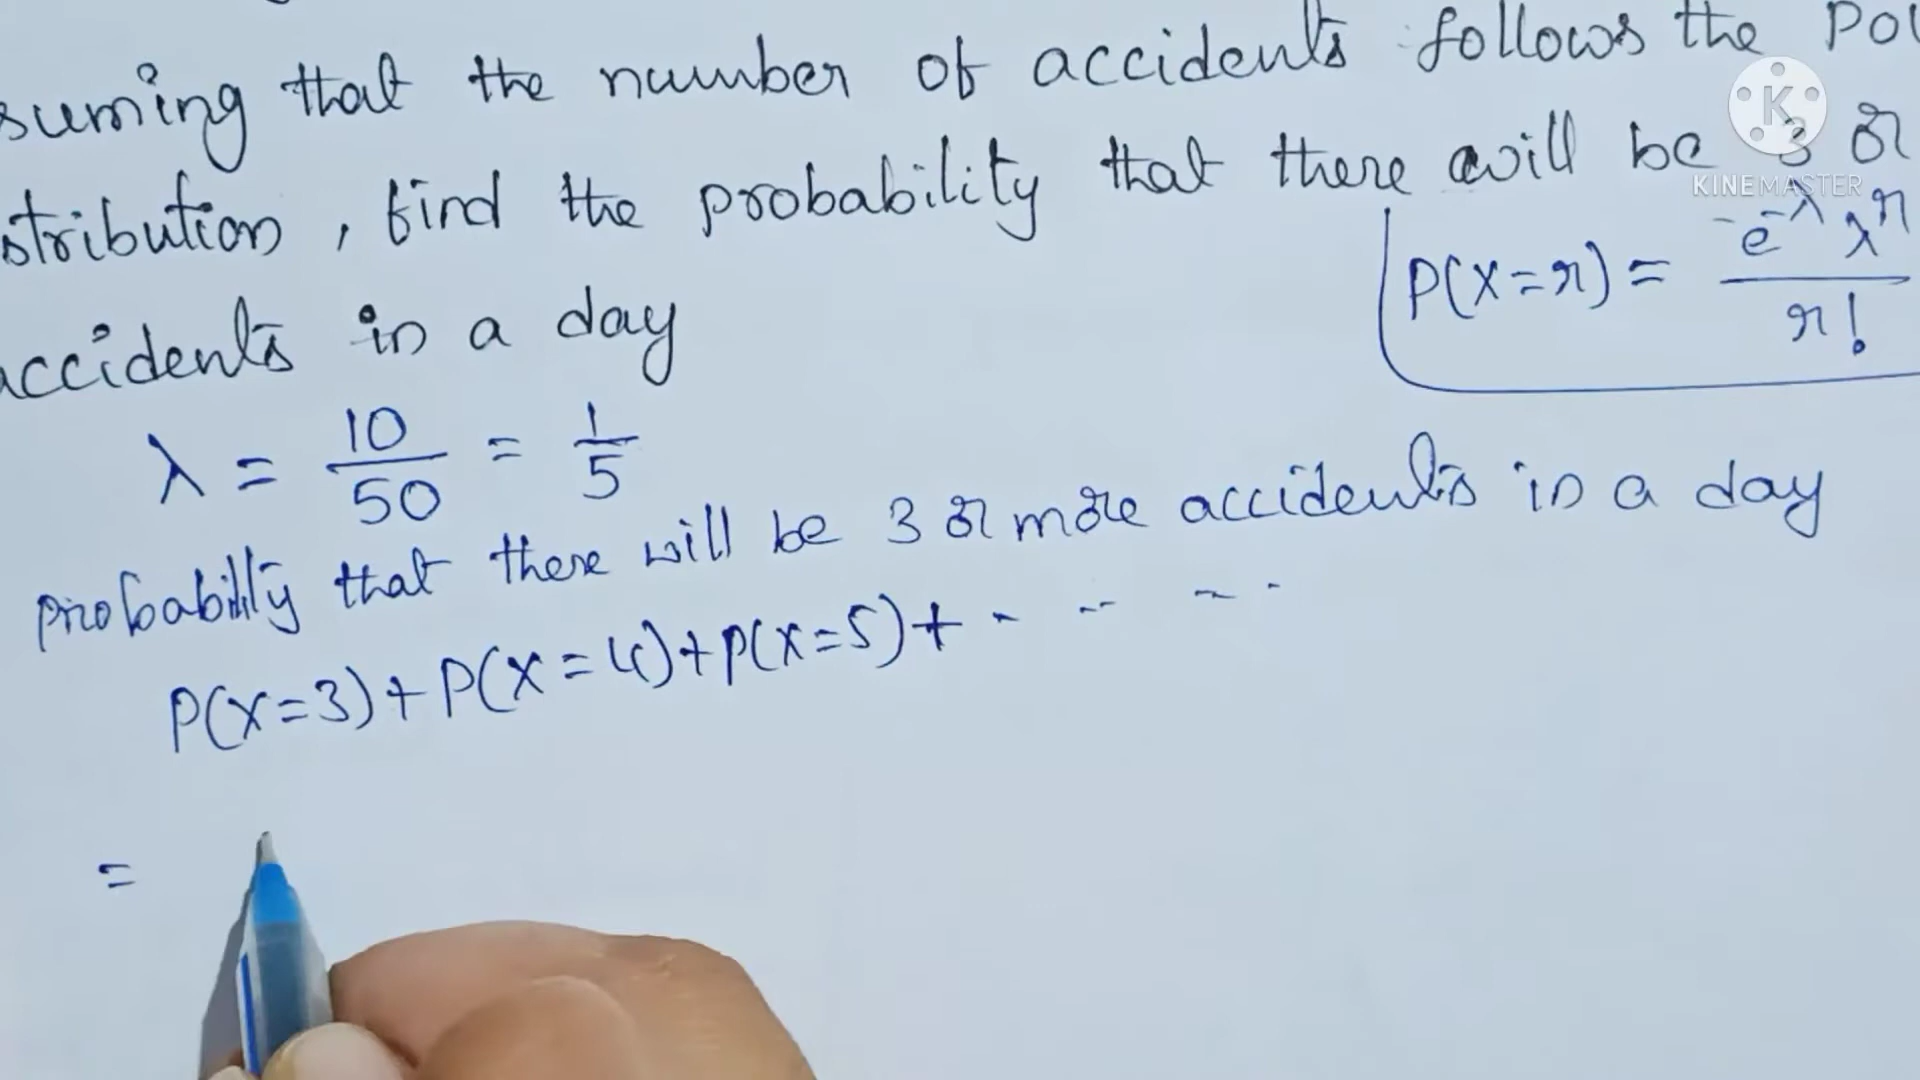 suming that the number of accidents follows the Poi
stribution, find the probability that there will be 3 or
accidents in a day
P(X=r) = e^-λ λ^r / r!
λ = 10/50 = 1/5
probability that there will be 3 or more accidents in a day
P(X=3)+P(X=4)+P(X=5)+- -- - -
=
K
KINEMASTER